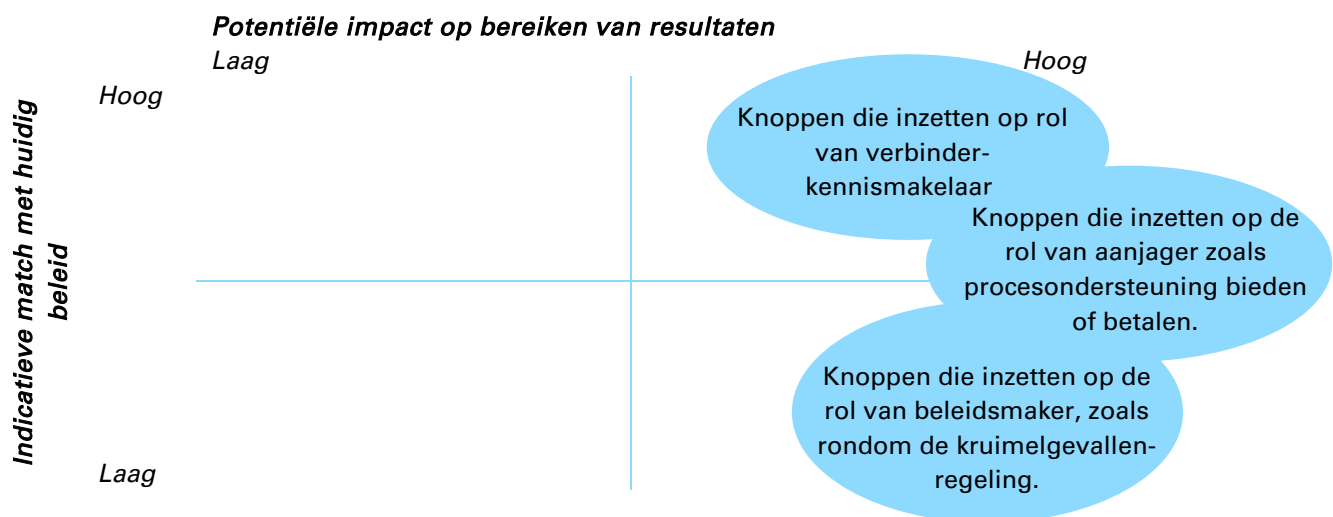 Potentiële impact op bereiken van resultaten
Laag
Hoog
Hoog
Indicatieve match met huidig
beleid
Laag
Knoppen die inzetten op rol
van verbinder-
kennismakelaar
Knoppen die inzetten op de
rol van aanjager zoals
procesondersteuning bieden
of betalen.
Knoppen die inzetten op de
rol van beleidsmaker, zoals
rondom de kruimelgevallen-
regeling.